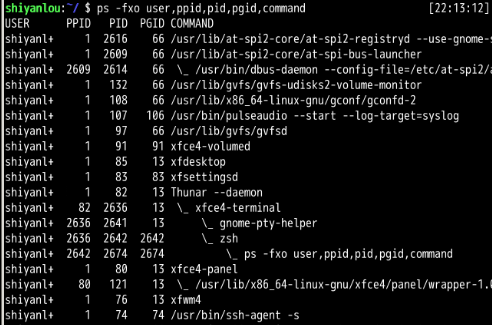 shiyanlou:~/ $ ps -fxo user,ppid,pid,pgid,command [22:13:12]
USER PPID PID PGID COMMAND
shiyanl+ 1 2616 66 /usr/lib/at-spi2-core/at-spi2-registryd --use-gnome-s
shiyanl+ 1 2609 66 /usr/lib/at-spi2-core/at-spi-bus-launcher
shiyanl+ 2609 2614 66 \_ /usr/bin/dbus-daemon --config-file=/etc/at-spi2/a
shiyanl+ 1 132 66 /usr/lib/gvfs/gvfs-udisks2-volume-monitor
shiyanl+ 1 108 66 /usr/lib/x86_64-linux-gnu/gconf/gconfd-2
shiyanl+ 1 107 106 /usr/bin/pulseaudio --start --log-target=syslog
shiyanl+ 1 97 66 /usr/lib/gvfs/gvfsd
shiyanl+ 1 91 91 xfce4-volumed
shiyanl+ 1 85 13 xfdesktop
shiyanl+ 1 83 83 xfsettingsd
shiyanl+ 1 82 13 Thunar --daemon
shiyanl+ 82 2636 13 \_ xfce4-terminal
shiyanl+ 2636 2641 13 \_ gnome-pty-helper
shiyanl+ 2636 2642 2642 \_ zsh
shiyanl+ 2642 2674 2674 \_ ps -fxo user,ppid,pid,pgid,command
shiyanl+ 1 80 13 xfce4-panel
shiyanl+ 80 121 13 \_ /usr/lib/x86_64-linux-gnu/xfce4/panel/wrapper-1.0
shiyanl+ 1 76 13 xfwm4
shiyanl+ 1 74 74 /usr/bin/ssh-agent -s